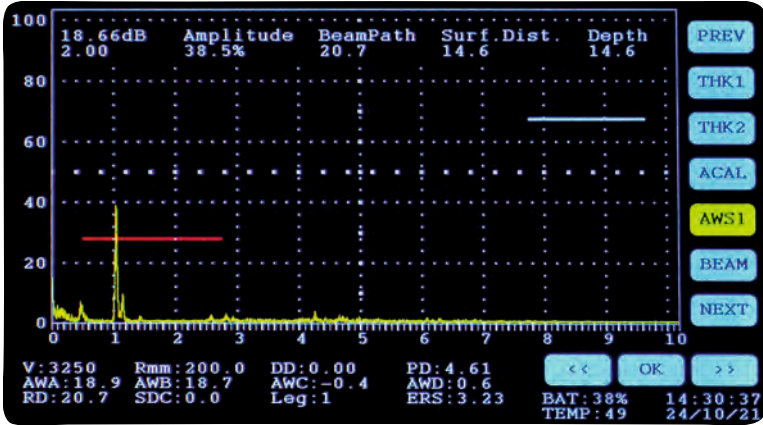 100
18.66dB Amplitude BeamPath Surf.Dist. Depth
2.00 38.5% 20.7 14.6 14.6
80
60
40
20
0
0 1 2 3 4 5 6 7 8 9 10
PREV
THK1
THK2
ACAL
AWS1
BEAM
NEXT
<< OK >>
V:3250 Rmm:200.0 DD:0.00 PD:4.61
AWA:18.9 AWB:18.7 AWC:-0.4 AWD:0.6
RD:20.7 SDC:0.0 Leg:1 ERS:3.23
BAT:38% 14:30:37
TEMP:49 24/10/21